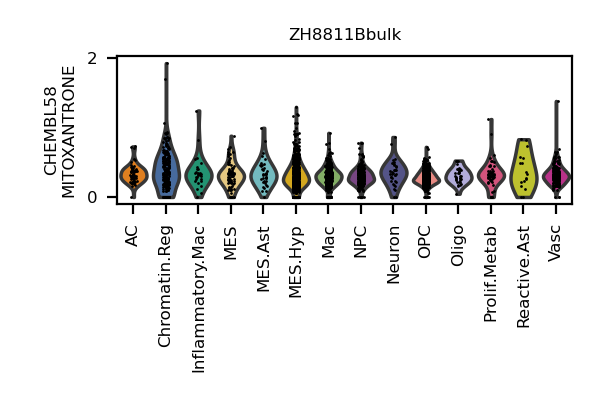 ZH8811Bbulk
CHEMBL58
MITOXANTRONE
2
0
AC
Chromatin.Reg
Inflammatory.Mac
MES
MES.Ast
MES.Hyp
Mac
NPC
Neuron
OPC
Oligo
Prolif.Metab
Reactive.Ast
Vasc